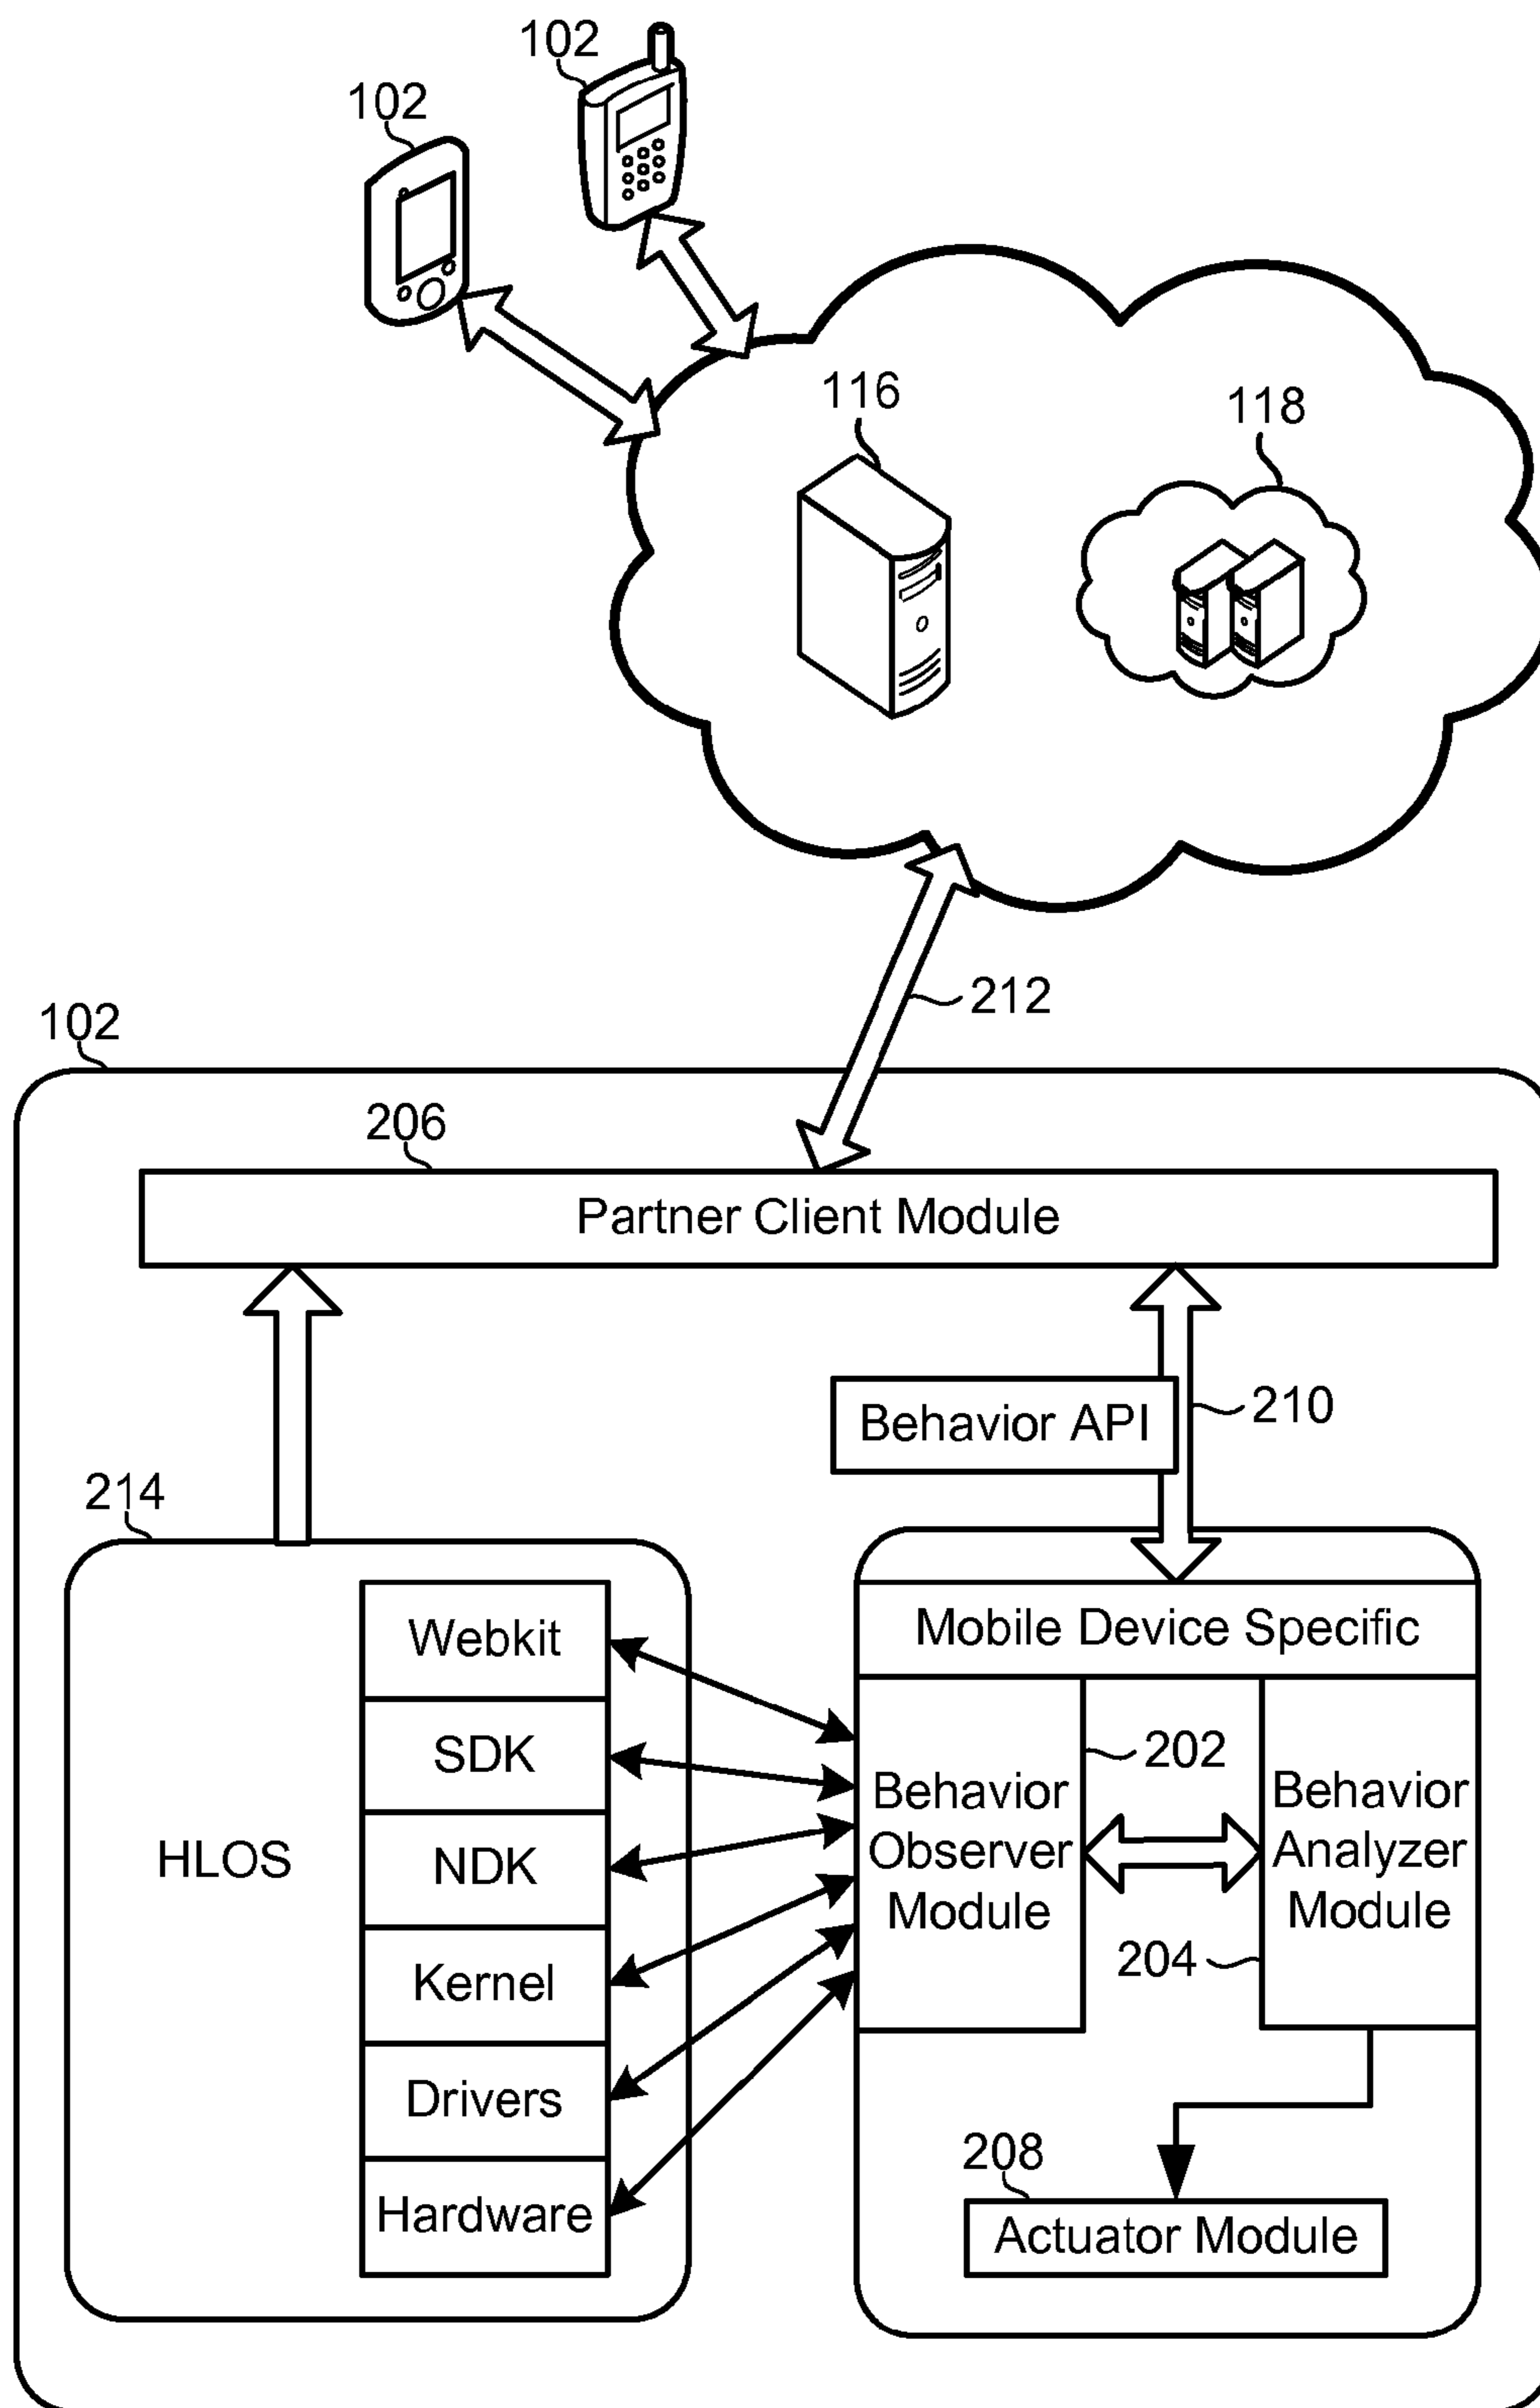 102
102
116
118
212
102
206
Partner Client Module
Behavior API
210
214
Mobile Device Specific
Webkit
SDK
NDK
Kernel
Drivers
Hardware
HLOS
Behavior
Observer
Module
202
204
Behavior
Analyzer
Module
208
Actuator Module